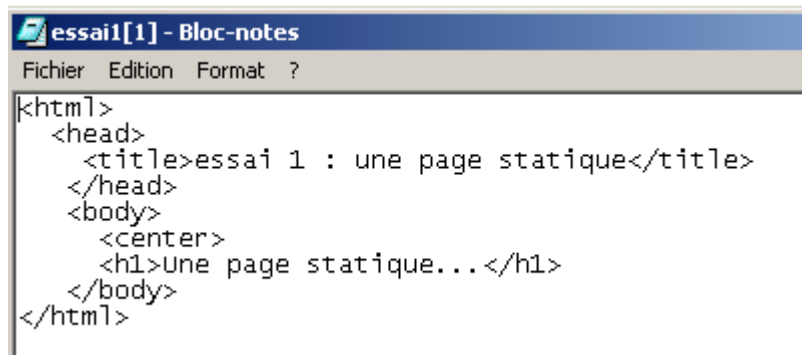 essai1[1] - Bloc-notes
Fichier Edition Format ?
<html>
<head>
<title>essai 1 : une page statique</title>
</head>
<body>
<center>
<h1>Une page statique...</h1>
</body>
</html>